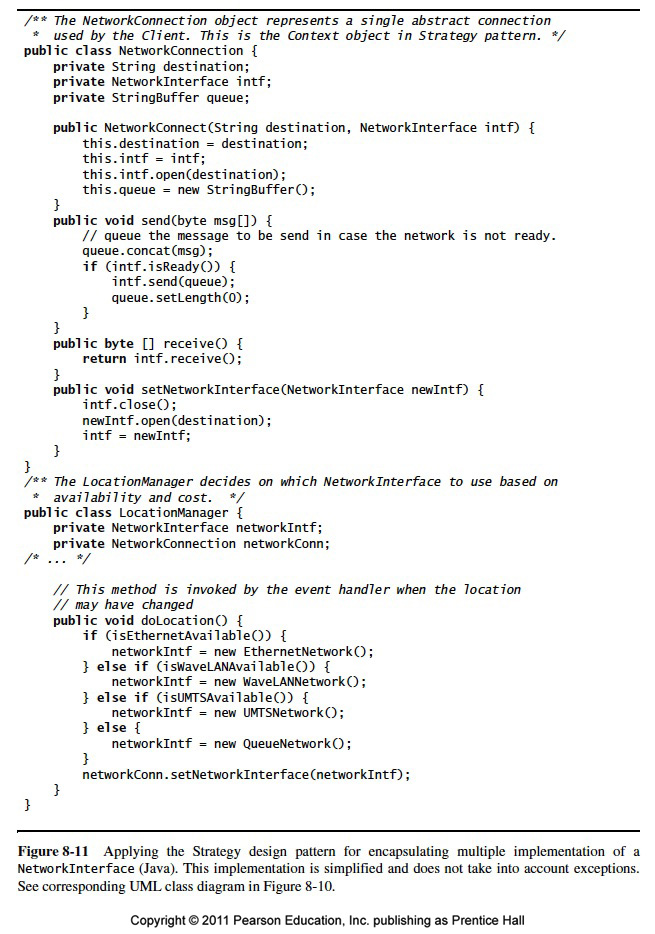 /** The NetworkConnection object represents a single abstract connection
 *  used by the Client. This is the Context object in Strategy pattern. */
public class NetworkConnection {
    private String destination;
    private NetworkInterface intf;
    private StringBuffer queue;

    public NetworkConnect(String destination, NetworkInterface intf) {
        this.destination = destination;
        this.intf = intf;
        this.intf.open(destination);
        this.queue = new StringBuffer();
    }
    public void send(byte msg[]) {
        // queue the message to be send in case the network is not ready.
        queue.concat(msg);
        if (intf.isReady()) {
            intf.send(queue);
            queue.setLength(0);
        }
    }
    public byte [] receive() {
        return intf.receive();
    }
    public void setNetworkInterface(NetworkInterface newIntf) {
        intf.close();
        newIntf.open(destination);
        intf = newIntf;
    }
}
/** The LocationManager decides on which NetworkInterface to use based on
 *  availability and cost.  */
public class LocationManager {
    private NetworkInterface networkIntf;
    private NetworkConnection networkConn;
/* ... */

    // This method is invoked by the event handler when the location
    // may have changed
    public void doLocation() {
        if (isEthernetAvailable()) {
            networkIntf = new EthernetNetwork();
        } else if (isWaveLANAvailable()) {
            networkIntf = new WaveLANNetwork();
        } else if (isUMTSAvailable()) {
            networkIntf = new UMTSNetwork();
        } else {
            networkIntf = new QueueNetwork();
        }
        networkConn.setNetworkInterface(networkIntf);
    }
}
Figure 8-11 Applying the Strategy design pattern for encapsulating multiple implementation of a
NetworkInterface (Java). This implementation is simplified and does not take into account exceptions.
See corresponding UML class diagram in Figure 8-10.
Copyright © 2011 Pearson Education, Inc. publishing as Prentice Hall